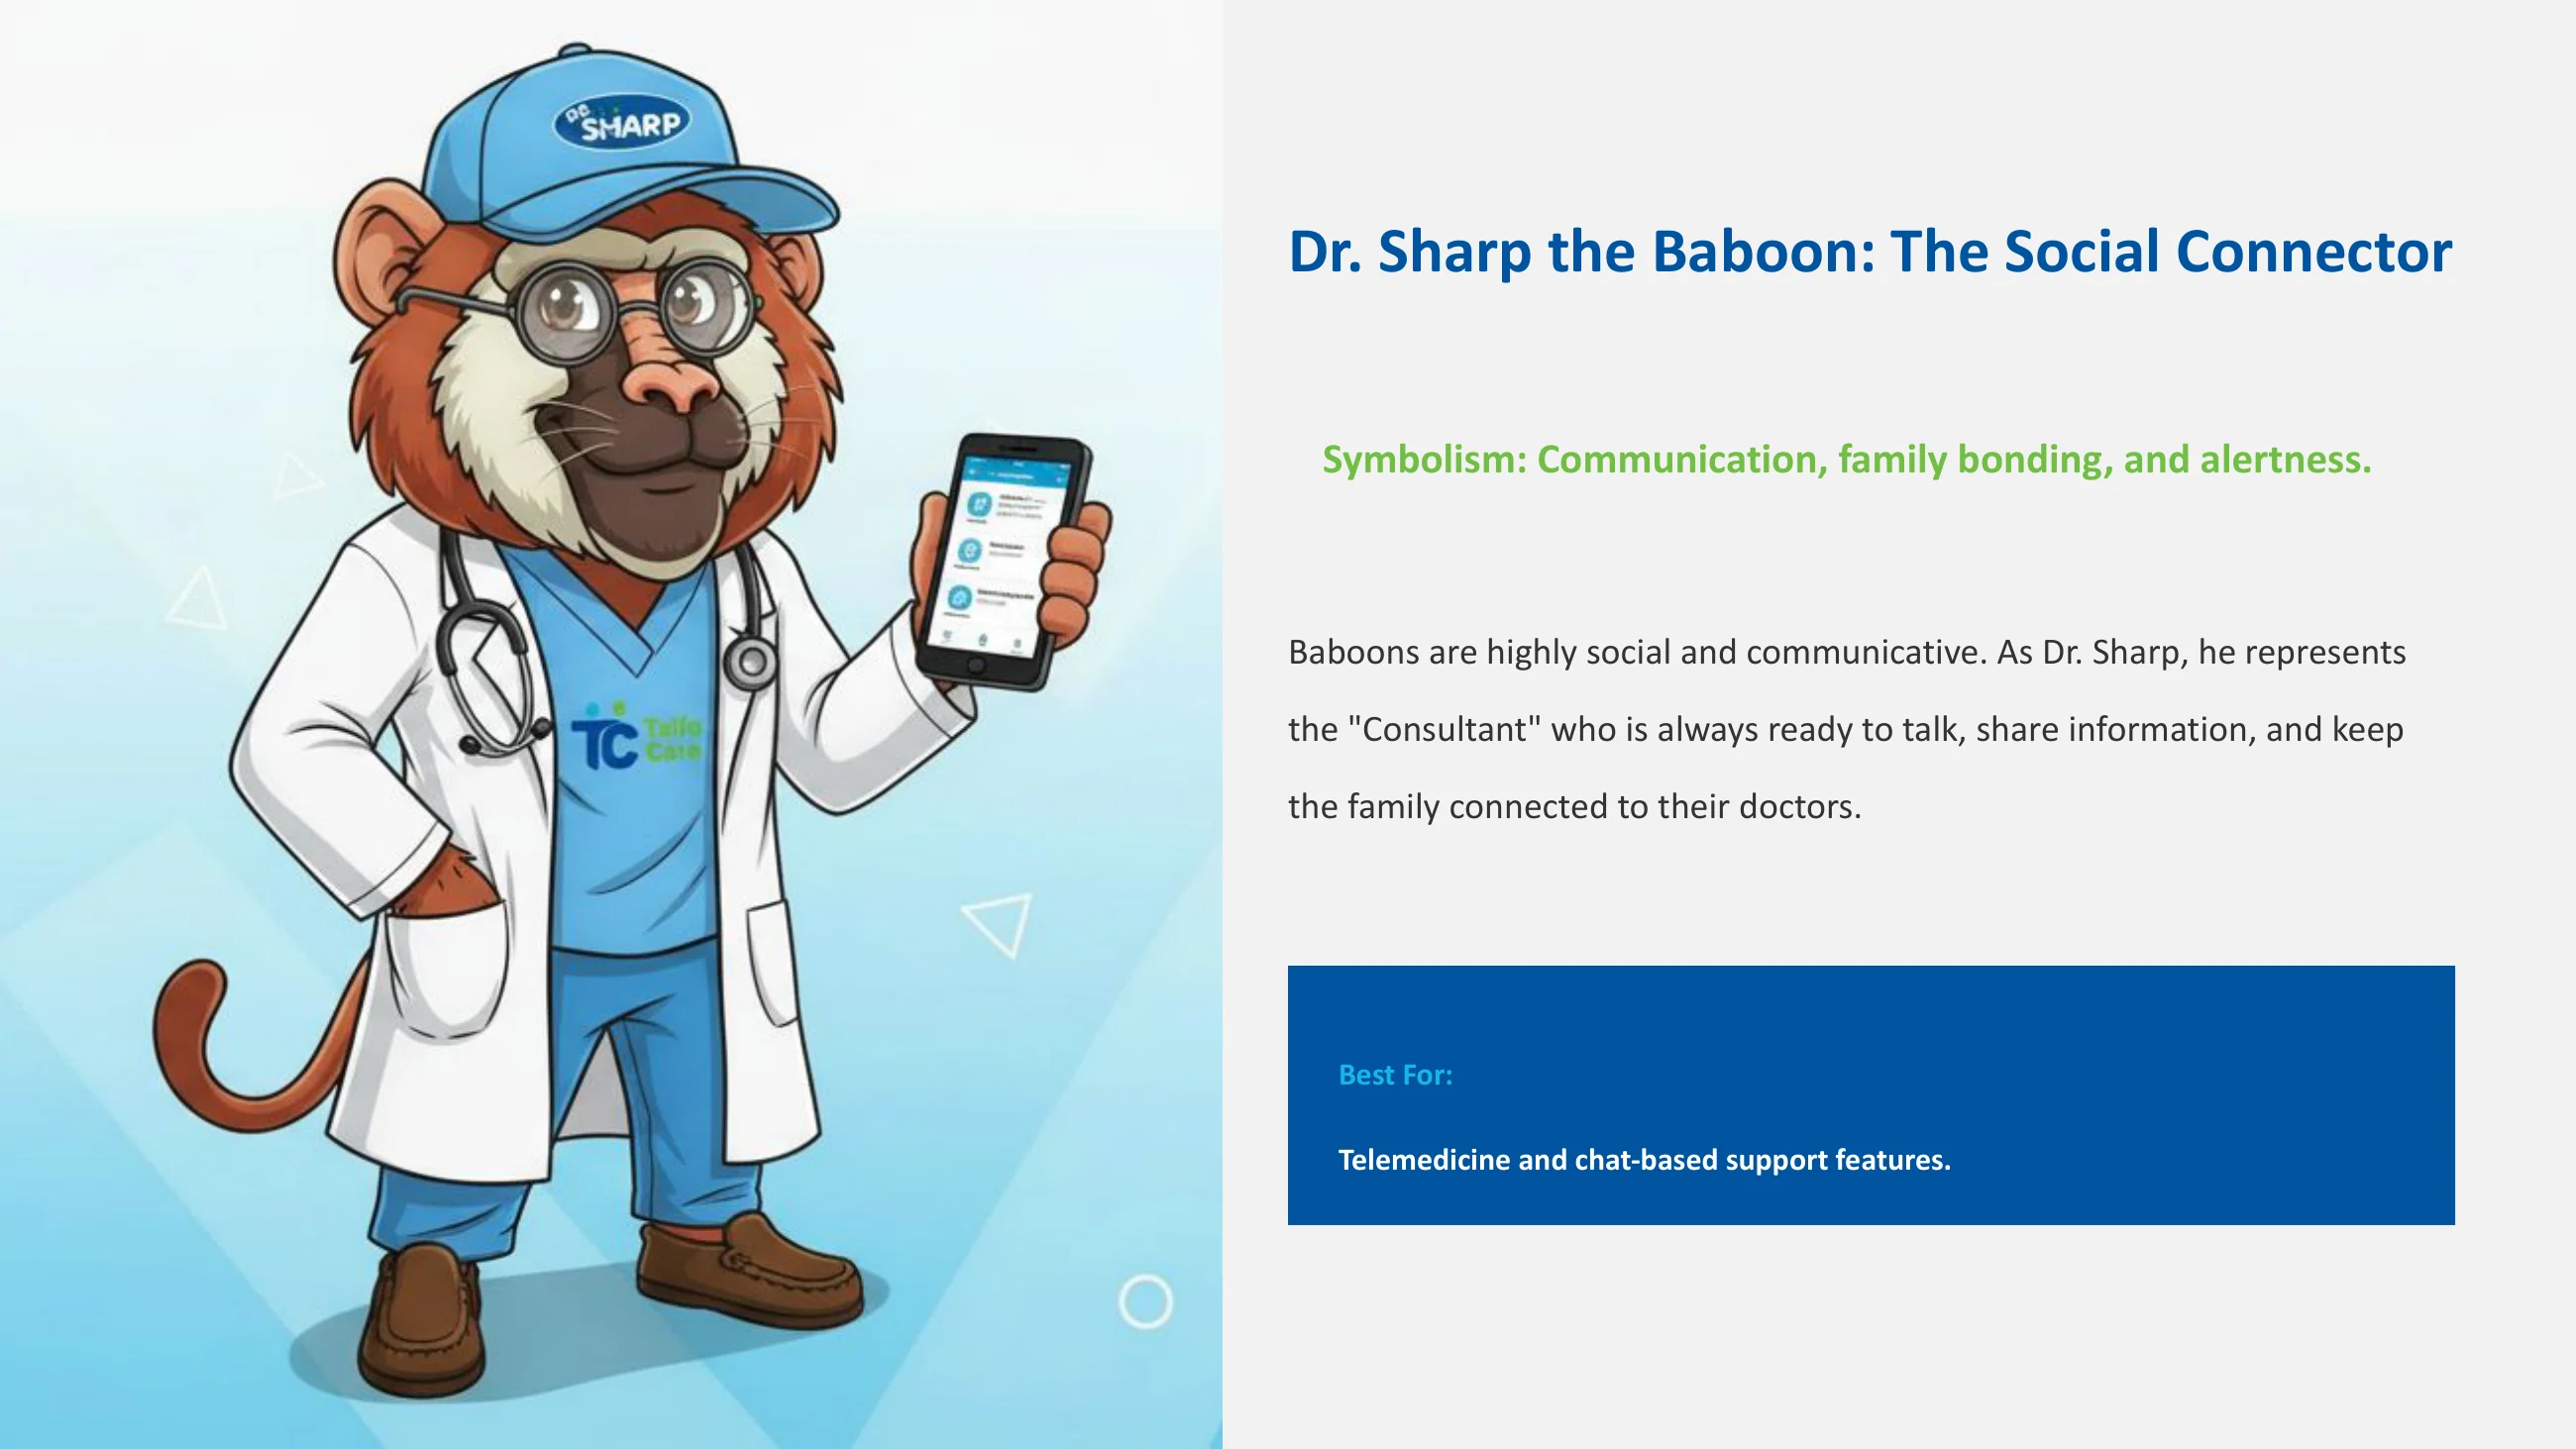 SHARP
TC
Care
Dr. Sharp the Baboon: The Social Connector
Symbolism: Communication, family bonding, and alertness.
Baboons are highly social and communicative. As Dr. Sharp, he represents
the "Consultant" who is always ready to talk, share information, and keep
the family connected to their doctors.
Best For:
Telemedicine and chat-based support features.